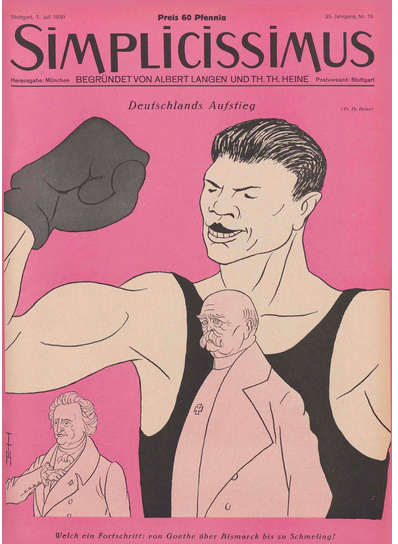 Stuttgart, 7. Juli 1930 Preis 60 Pfennig 35. Jahrgang Nr. 15
SIMPLICISSIMUS
Herausgabe: München BEGRÜNDET VON ALBERT LANGEN UND TH. TH. HEINE Postversand: Stuttgart
Deutschlands Aufstieg
(Th. Th. Heine)
TTH
Welch ein Fortschritt: von Goethe über Bismarck bis zu Schmeling!